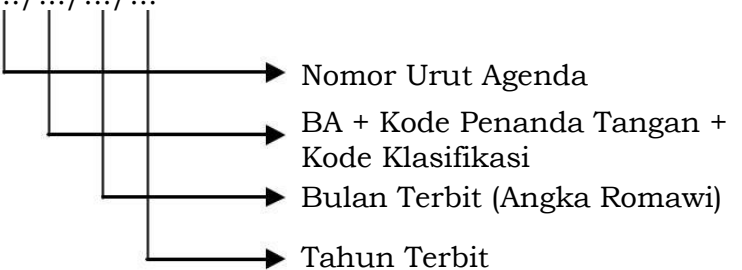 ../ .../ .../ ...
Nomor Urut Agenda
BA + Kode Penanda Tangan +
Kode Klasifikasi
Bulan Terbit (Angka Romawi)
Tahun Terbit